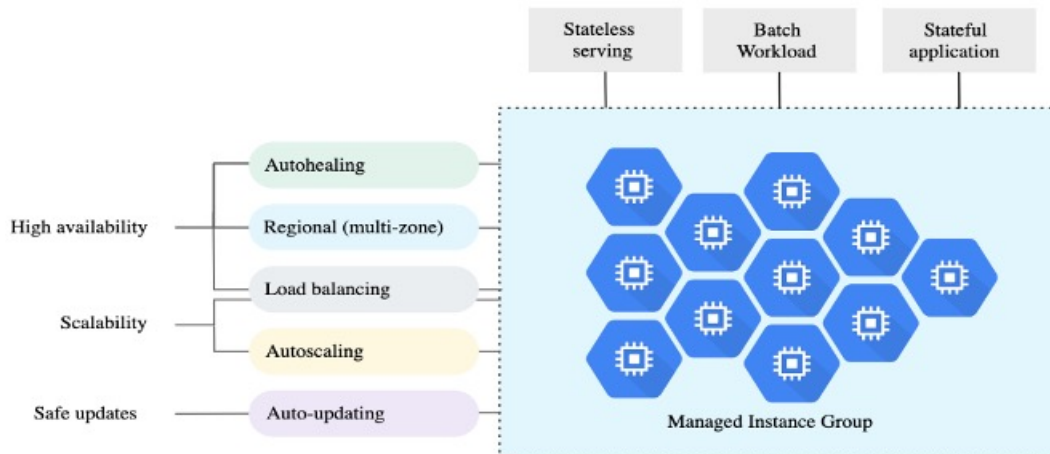 Stateless
serving
Batch
Workload
Stateful
application
Autohealing
High availability
Regional (multi-zone)
Load balancing
Scalability
Autoscaling
Safe updates
Auto-updating
Managed Instance Group